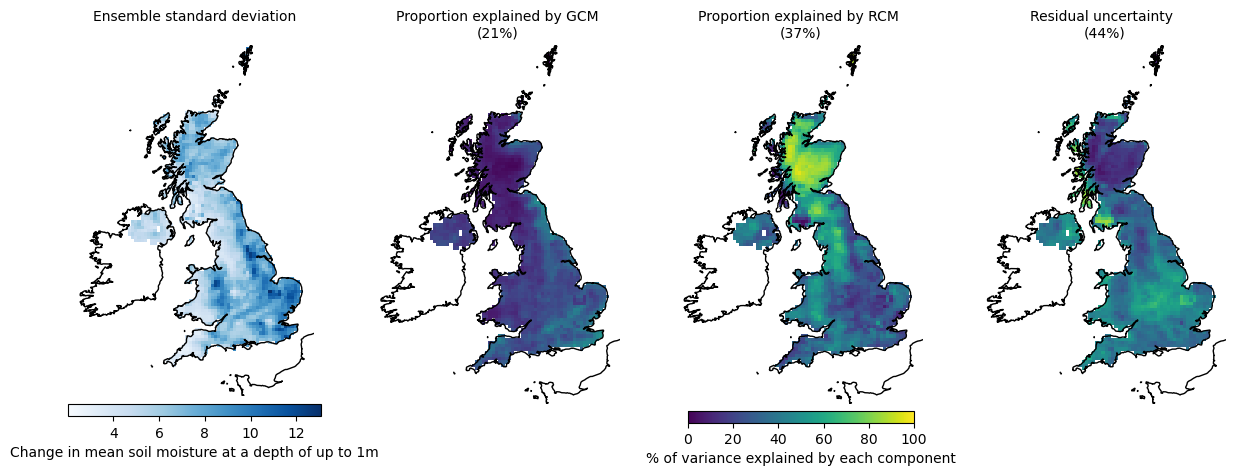 Ensemble standard deviation
Proportion explained by GCM
(21%)
Proportion explained by RCM
(37%)
Residual uncertainty
(44%)
4 6 8 10 12
Change in mean soil moisture at a depth of up to 1m
0 20 40 60 80 100
% of variance explained by each component